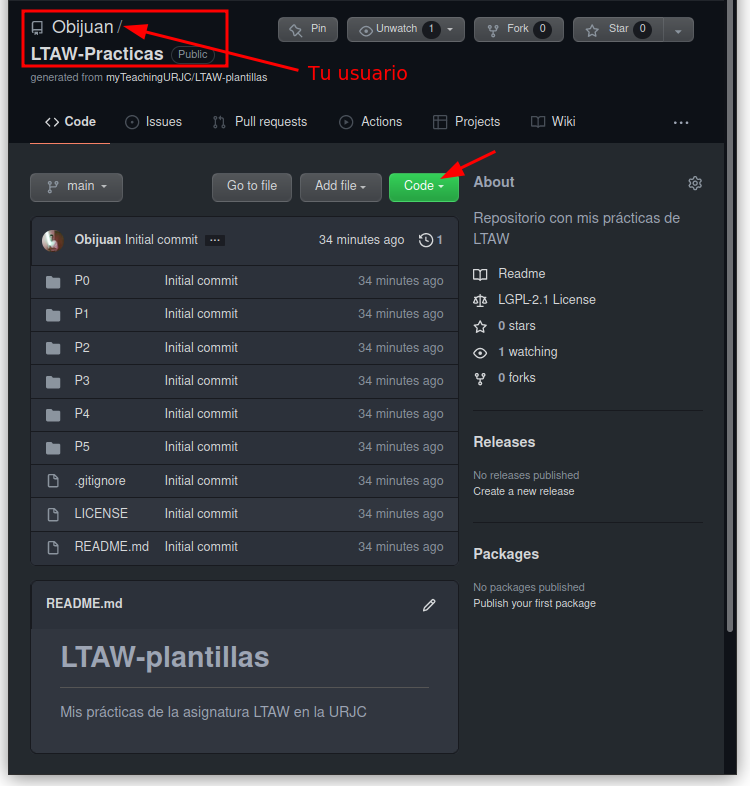 Obijuan /
Pin
Unwatch 1
Fork 0
Star 0
LTAW-Practicas Public
generated from myTeachingURJC/LTAW-plantillas
Tu usuario
Code
Issues
Pull requests
Actions
Projects
Wiki
...
main
Go to file
Add file
Code
Obijuan Initial commit ... 34 minutes ago 1
P0 Initial commit 34 minutes ago
P1 Initial commit 34 minutes ago
P2 Initial commit 34 minutes ago
P3 Initial commit 34 minutes ago
P4 Initial commit 34 minutes ago
P5 Initial commit 34 minutes ago
.gitignore Initial commit 34 minutes ago
LICENSE Initial commit 34 minutes ago
README.md Initial commit 34 minutes ago
README.md
LTAW-plantillas
Mis prácticas de la asignatura LTAW en la URJC
About
Repositorio con mis prácticas de
LTAW
Readme
LGPL-2.1 License
0 stars
1 watching
0 forks
Releases
No releases published
Create a new release
Packages
No packages published
Publish your first package